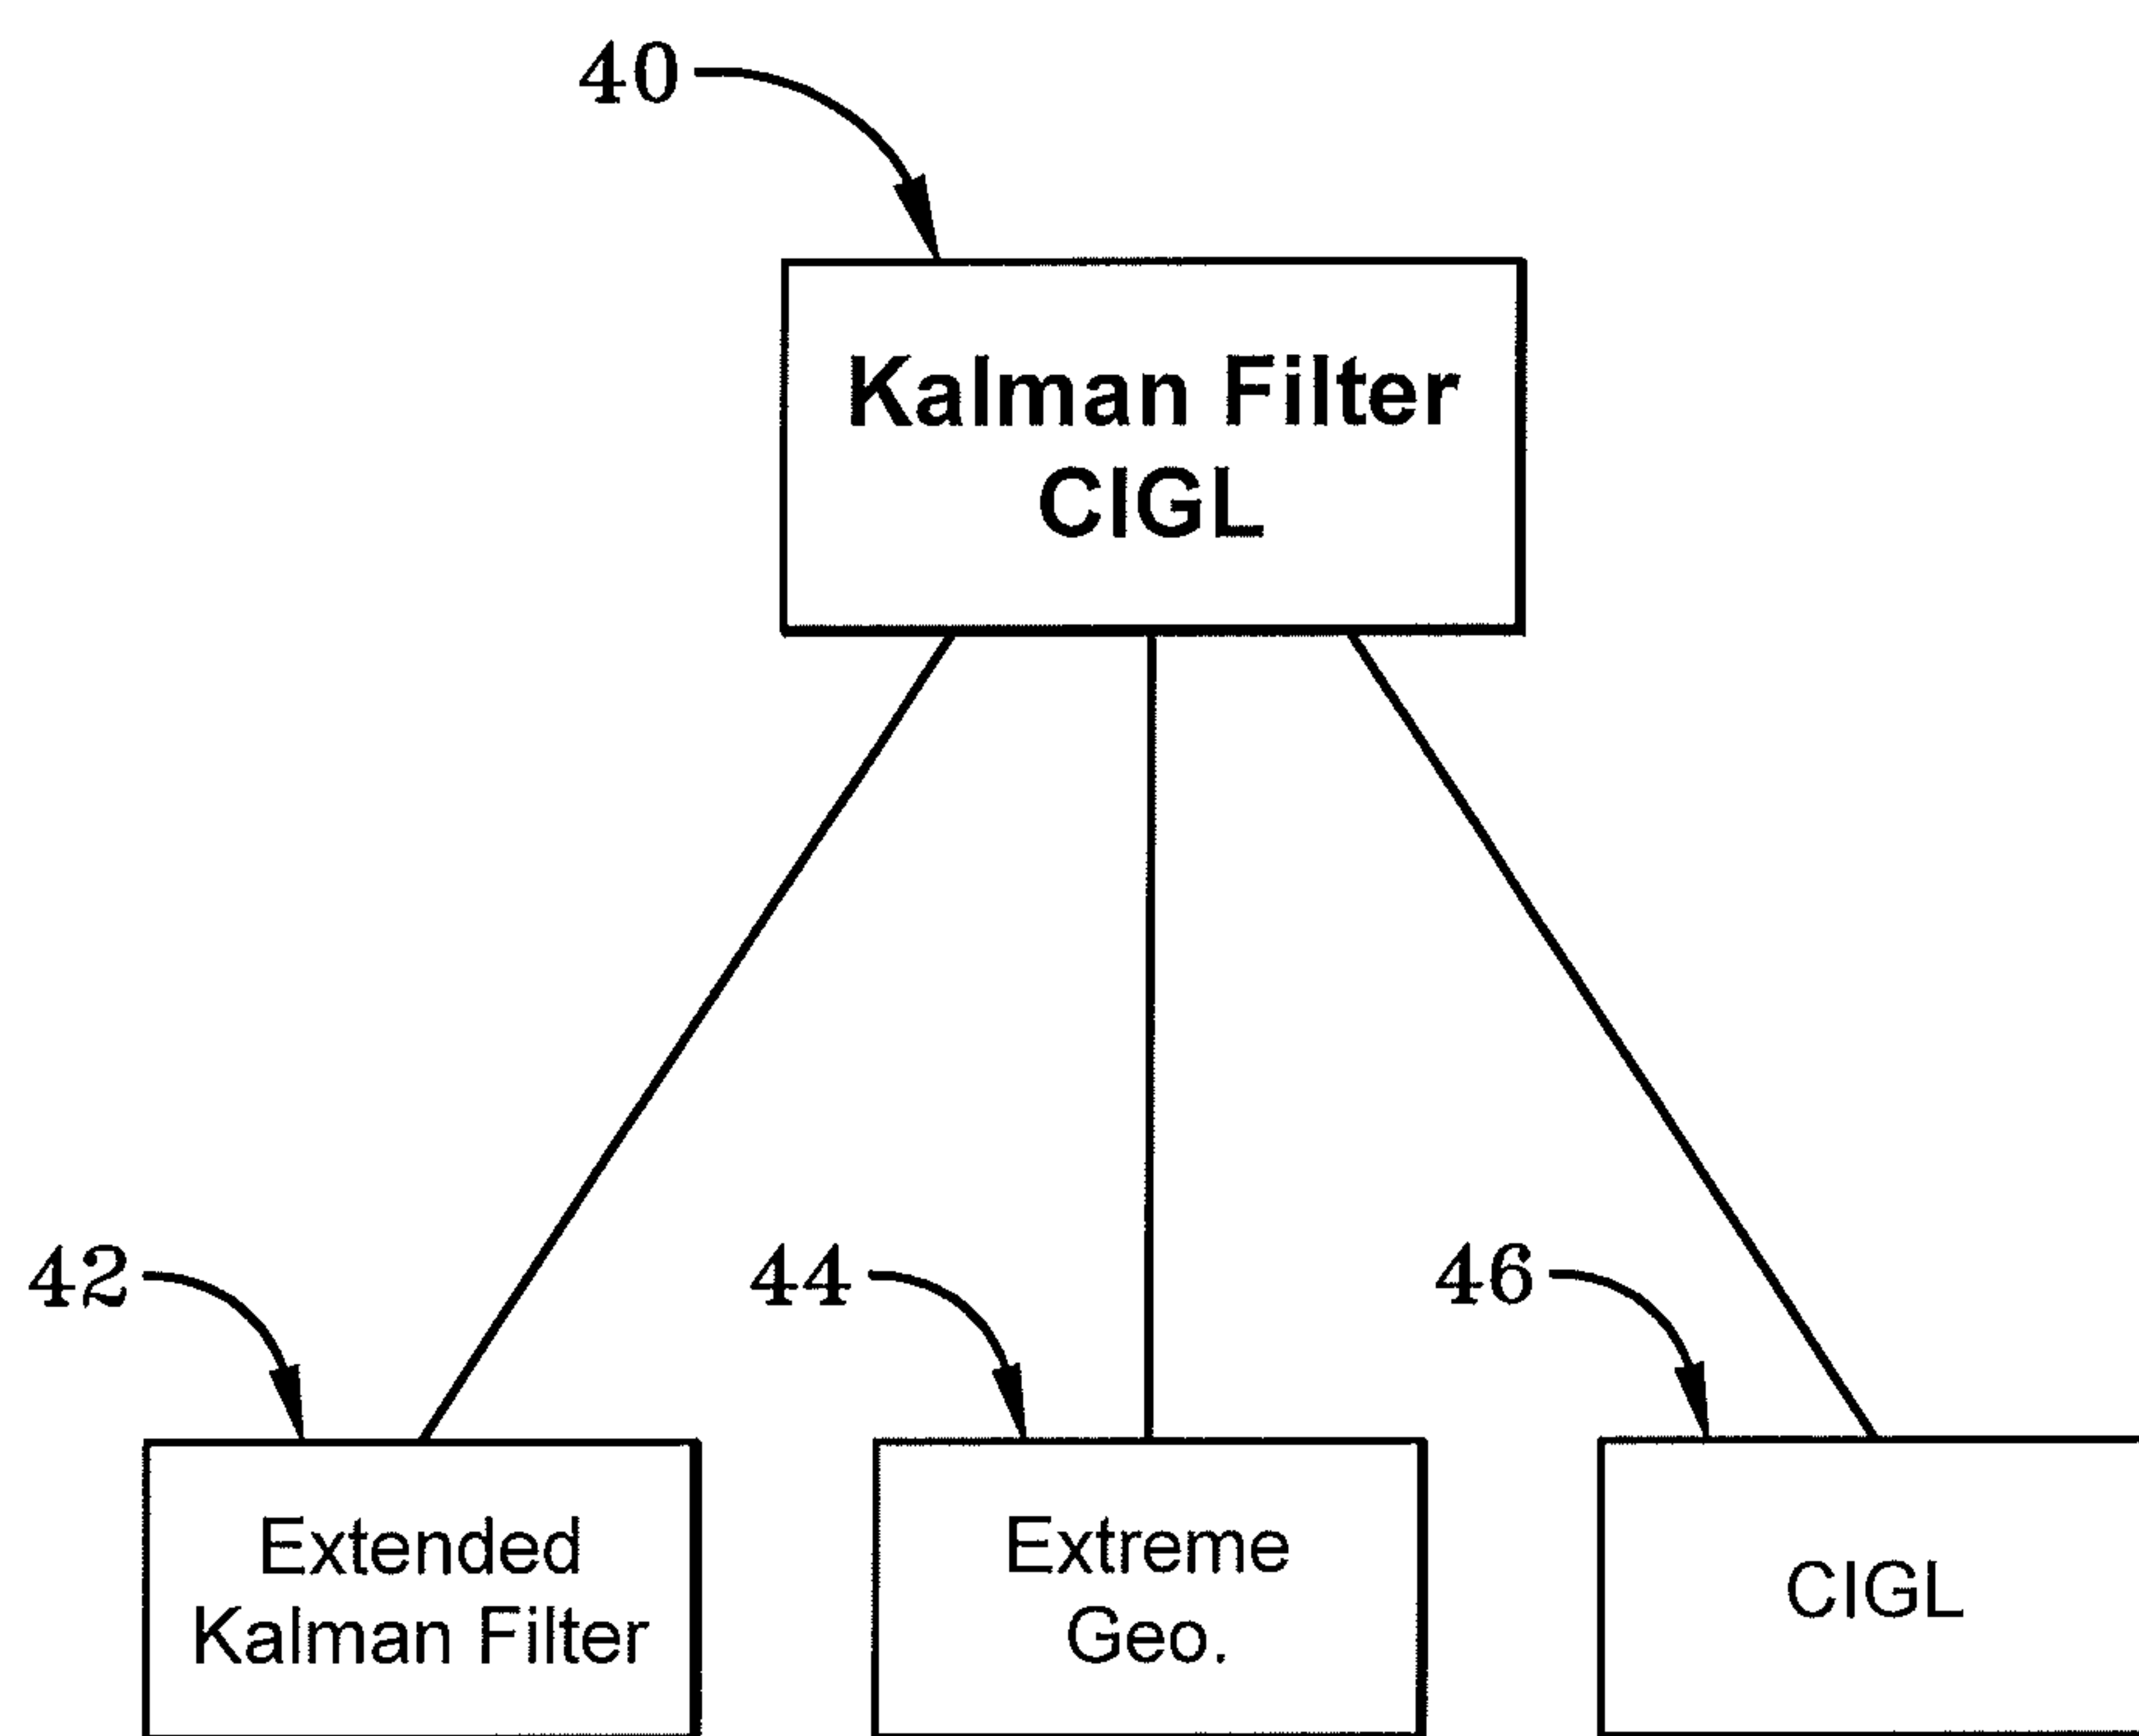 40
Kalman Filter
CIGL
42
44
46
Extended
Kalman Filter
Extreme
Geo.
CIGL